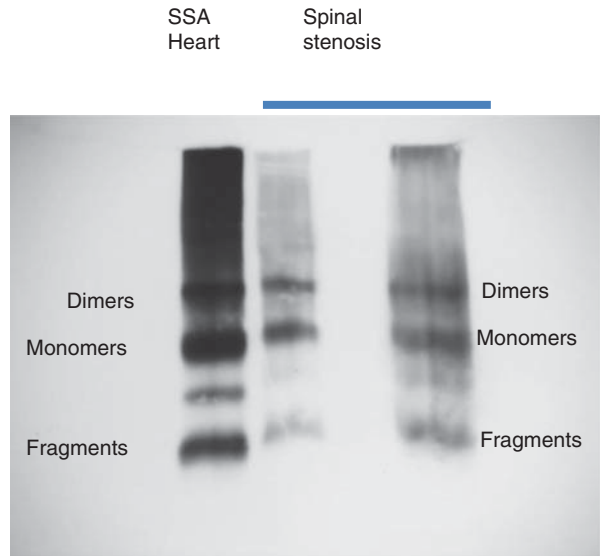 SSA
Heart
Spinal
stenosis
Dimers
Dimers
Monomers
Monomers
Fragments
Fragments